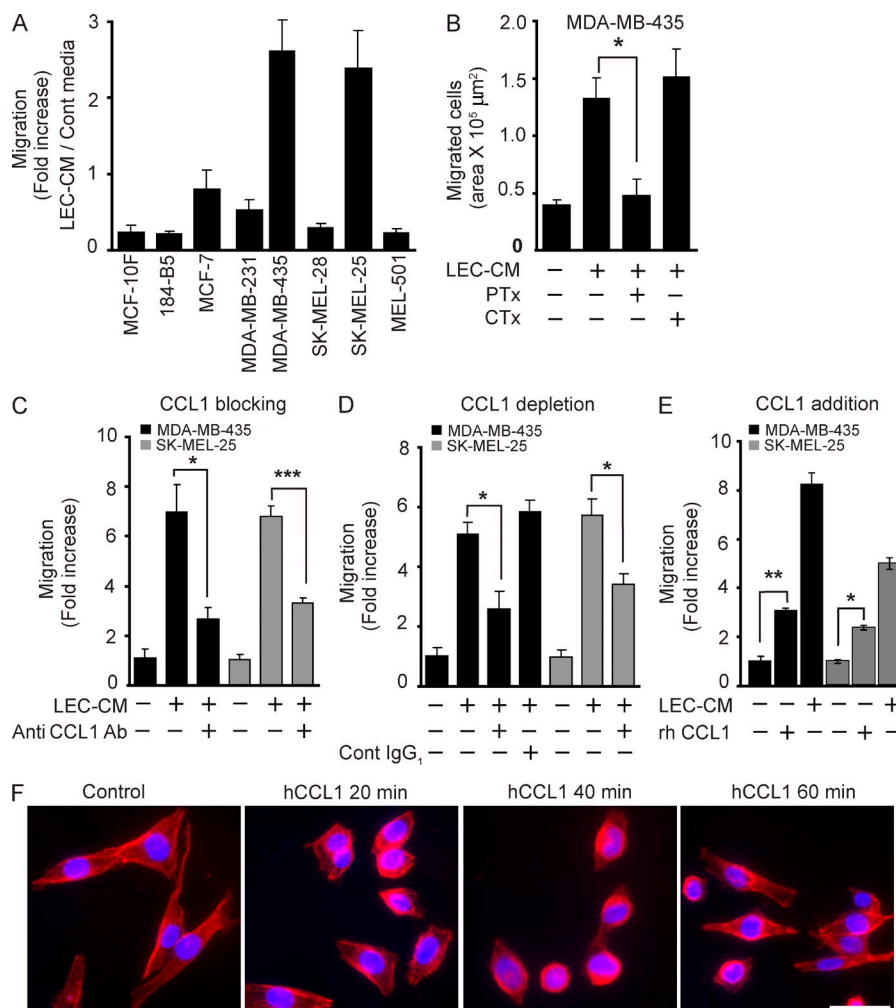 A
Migration
(Fold increase)
LEC-CM / Cont media
3
2
1
0
MCF-10F
184-B5
MCF-7
MDA-MB-231
MDA-MB-435
SK-MEL-28
SK-MEL-25
MEL-501
B
MDA-MB-435
Migrated cells
(area X 10⁵ µm²)
2.0
1.5
1.0
0.5
0
*
LEC-CM − + + +
PTx − − + −
CTx − − − +
C
CCL1 blocking
MDA-MB-435
SK-MEL-25
Migration
(Fold increase)
10
8
6
4
2
0
* ***
LEC-CM − + + − + +
Anti CCL1 Ab − − + − − +
D
CCL1 depletion
MDA-MB-435
SK-MEL-25
Migration
(Fold increase)
8
6
4
2
0
* *
− + + + − + +
− − + − − − +
Cont IgG₁ − − − + − − −
E
CCL1 addition
MDA-MB-435
SK-MEL-25
Migration
(Fold increase)
10
8
6
4
2
0
** *
LEC-CM − − + − − +
rh CCL1 − + − − + −
F
Control
hCCL1 20 min
hCCL1 40 min
hCCL1 60 min